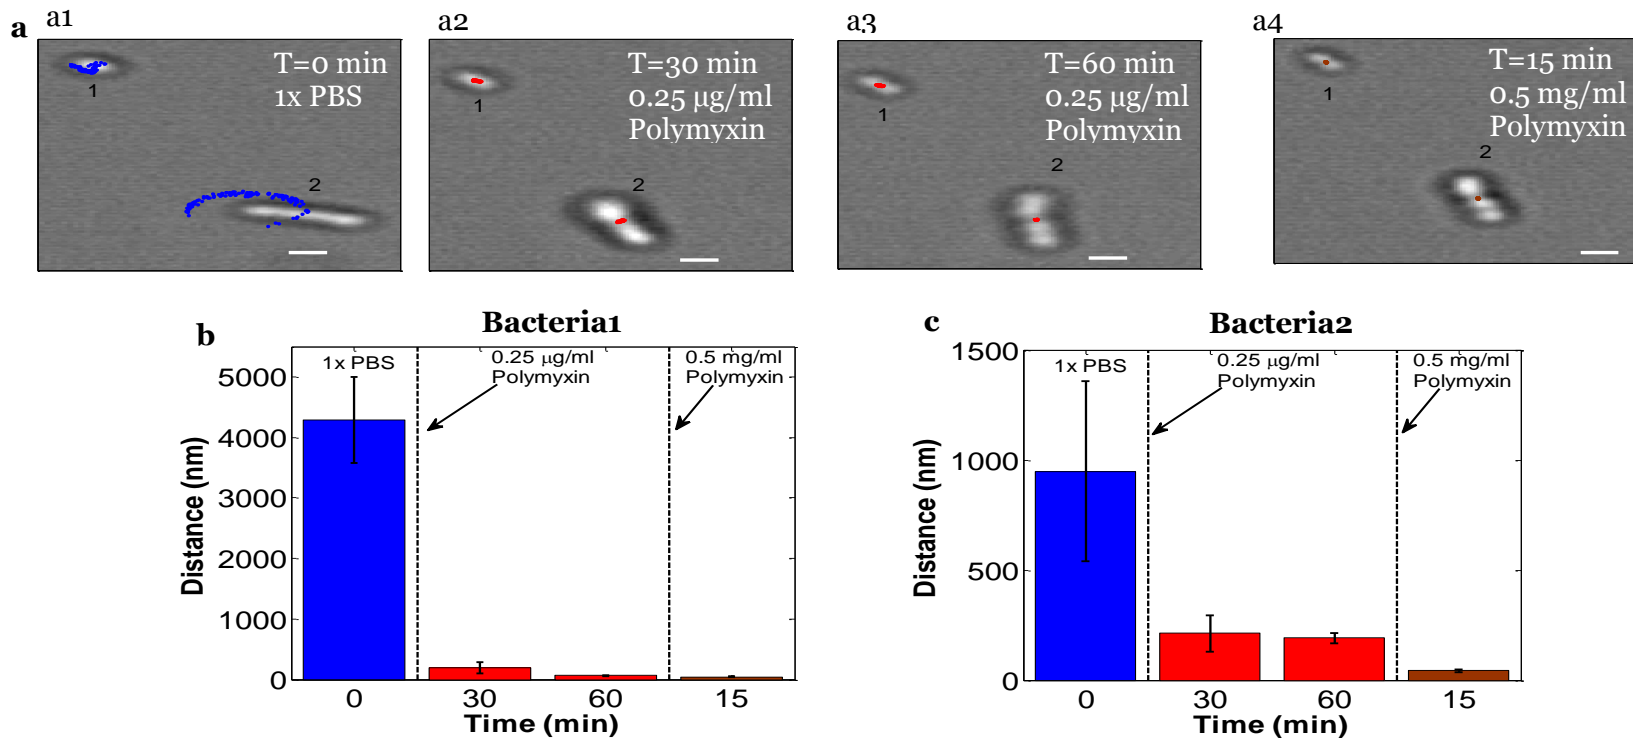 a
a1
T=0 min
1x PBS
1
2
a2
T=30 min
0.25 µg/ml
Polymyxin
1
2
a3
T=60 min
0.25 µg/ml
Polymyxin
1
2
a4
T=15 min
0.5 mg/ml
Polymyxin
1
2
b
Bacteria1
1x PBS
0.25 µg/ml
Polymyxin
0.5 mg/ml
Polymyxin
Distance (nm)
5000
4000
3000
2000
1000
0
0 30 60 15
Time (min)
c
Bacteria2
1x PBS
0.25 µg/ml
Polymyxin
0.5 mg/ml
Polymyxin
Distance (nm)
1500
1000
500
0
0 30 60 15
Time (min)